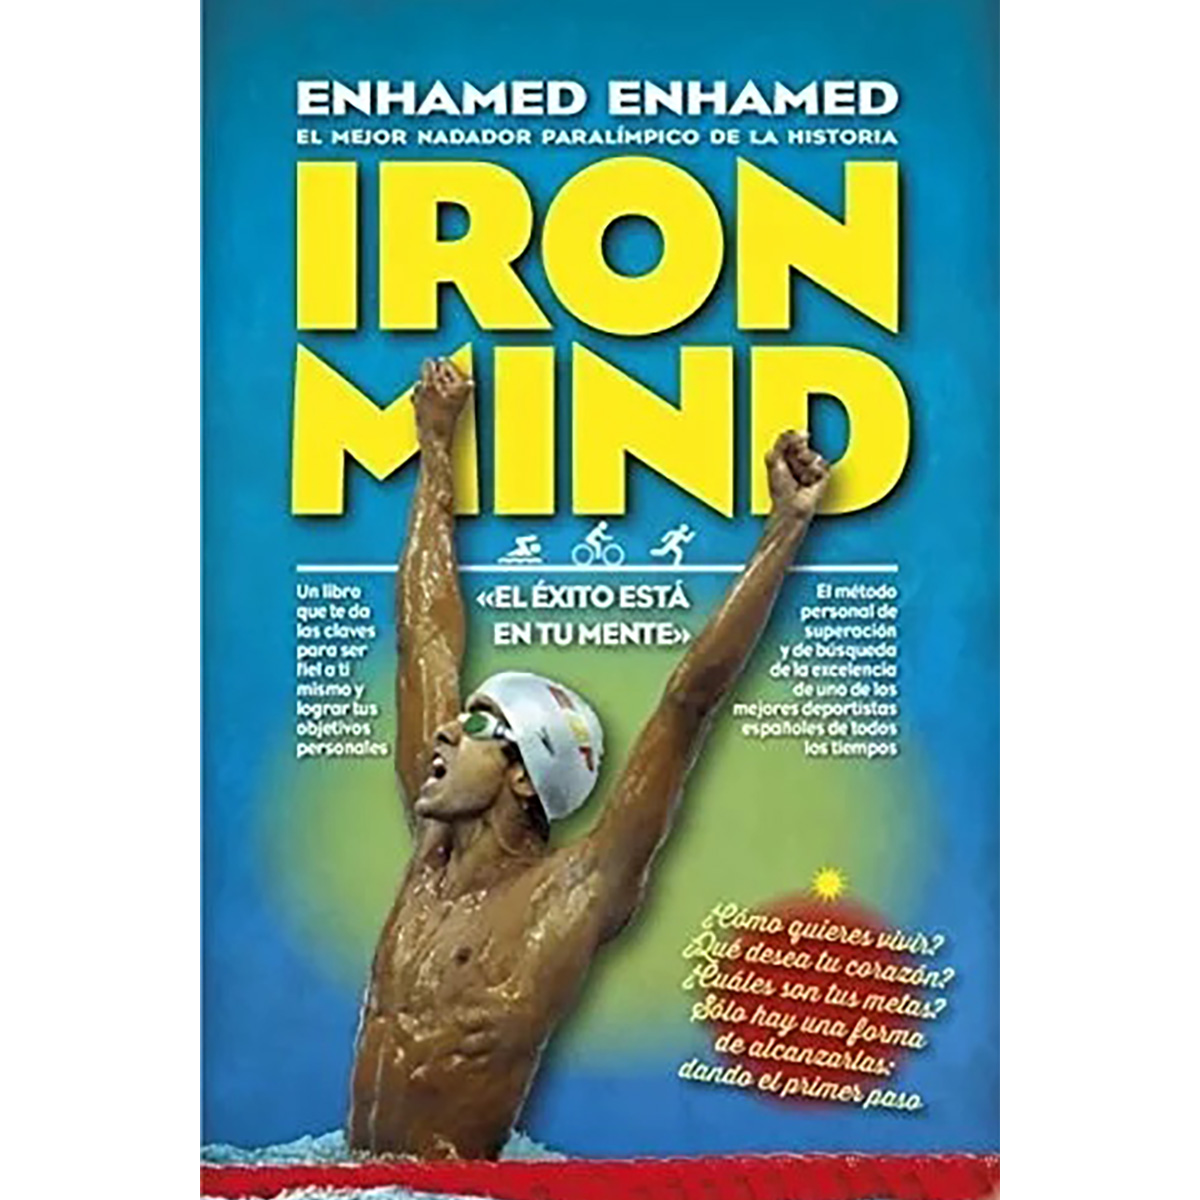 ENHAMED ENHAMED
EL MEJOR NADADOR PARALÍMPICO DE LA HISTORIA
IRON
MIND
Un libro
que te da
las claves
para ser
fiel a ti
mismo y
lograr tus
objetivos
personales
«EL ÉXITO ESTÁ
EN TU MENTE»
El método
personal de
superación
y de búsqueda
de la excelencia
de uno de los
mejores deportistas
españoles de todos
los tiempos
¿Cómo quieres vivir?
¿Qué desea tu corazón?
¿Cuáles son tus metas?
Sólo hay una forma
de alcanzarlas:
dando el primer paso